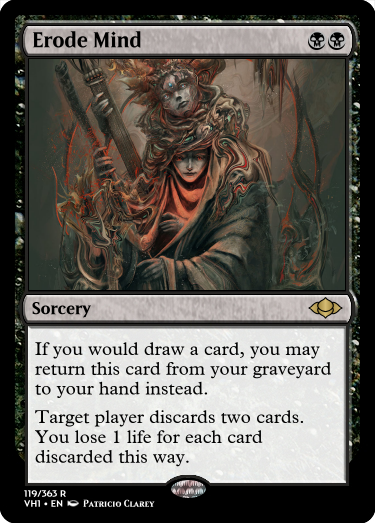 Erode Mind
Sorcery
If you would draw a card, you may
return this card from your graveyard
to your hand instead.
Target player discards two cards.
You lose 1 life for each card
discarded this way.
119/363 R
VH1 • EN Patricio Clarey